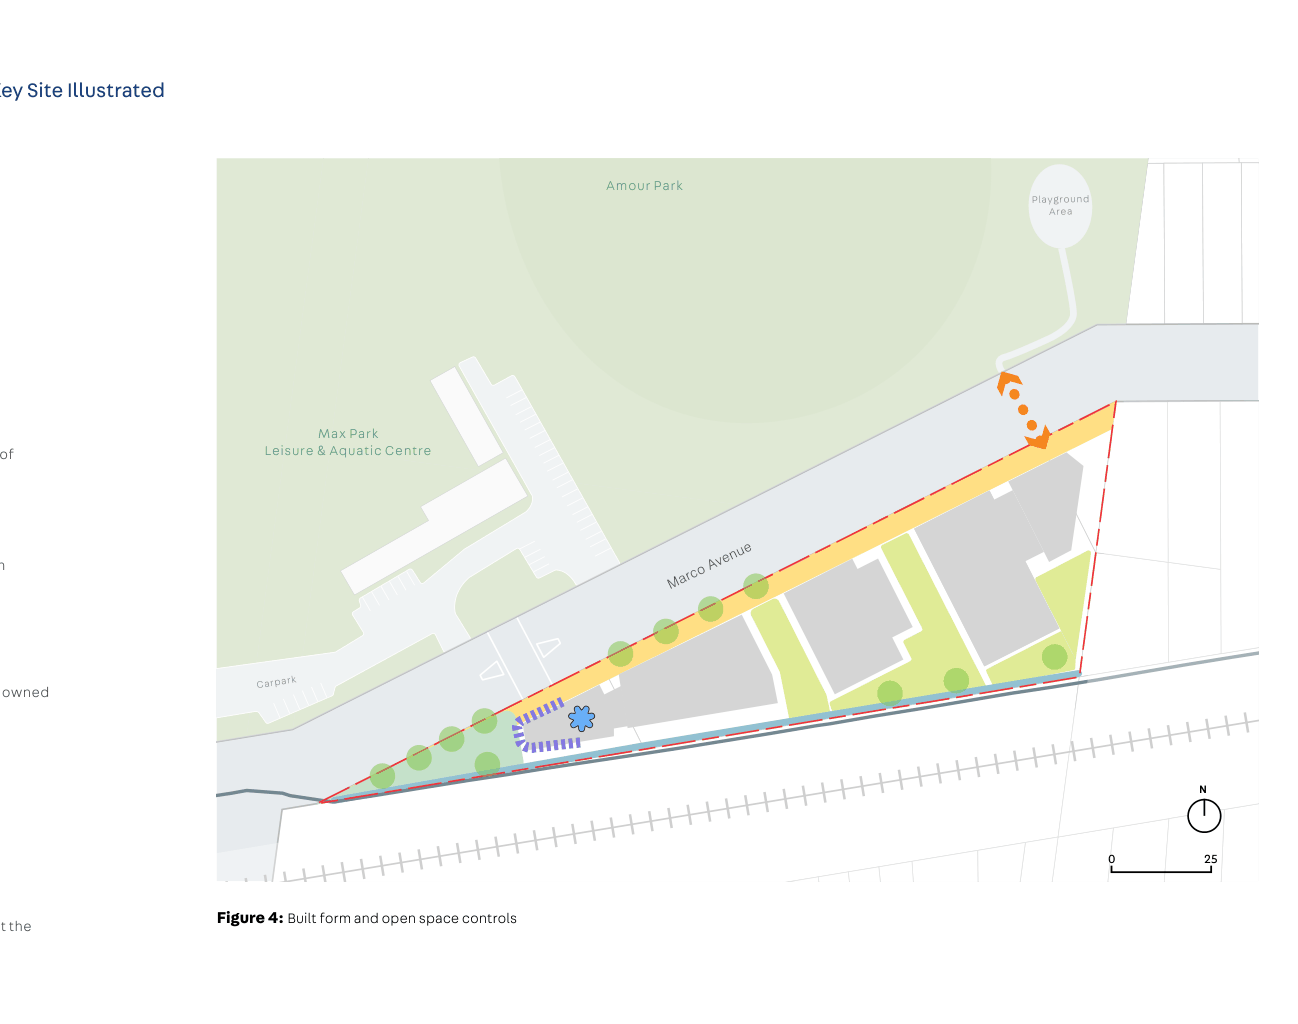 ey Site Illustrated
Amour Park
Playground
Area
Max Park
Leisure & Aquatic Centre
of
Marco Avenue
owned
Carpark
N
0 25
Figure 4: Built form and open space controls
t the